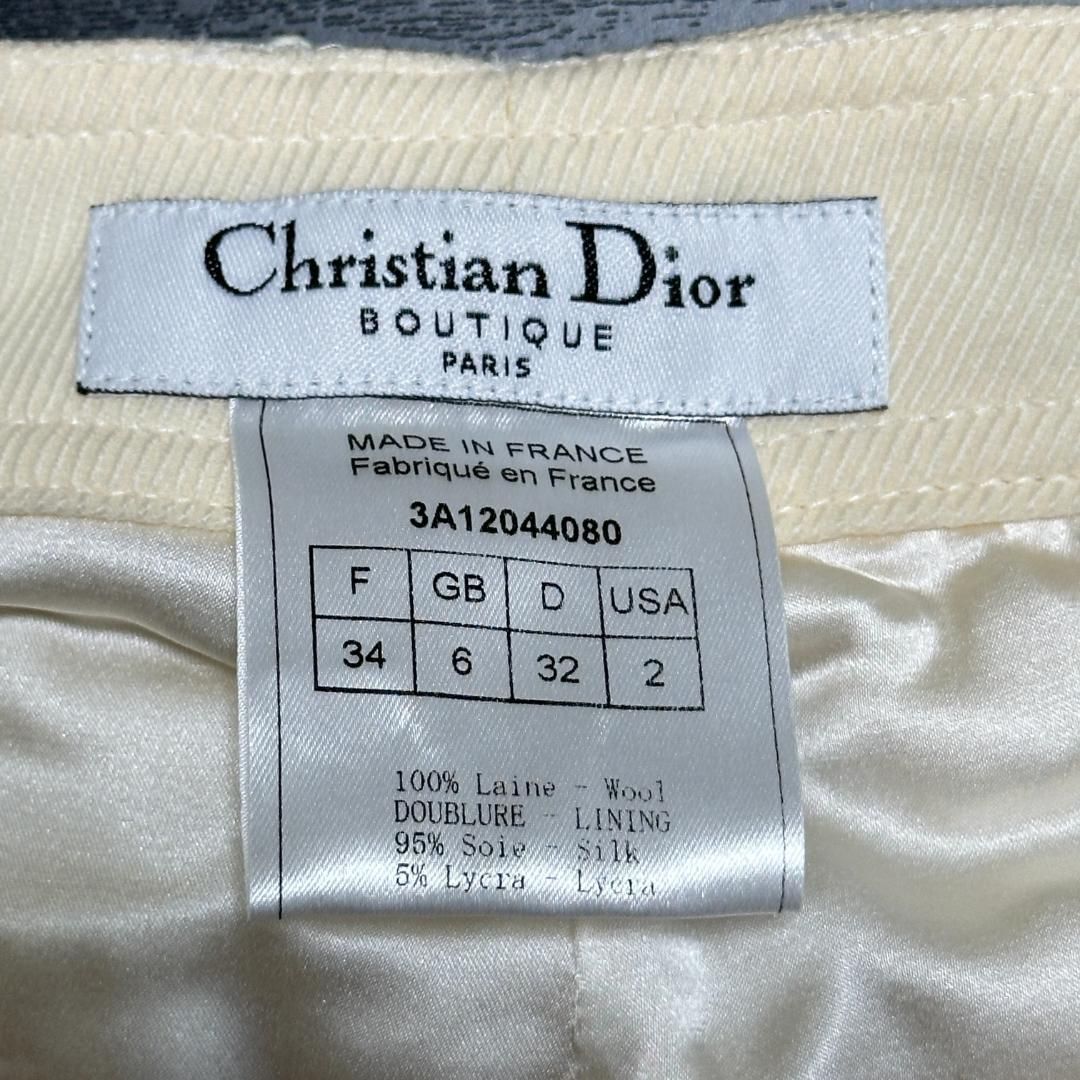 Christian Dior
BOUTIQUE
PARIS
MADE IN FRANCE
Fabriqué en France
3A12044080
F GB D USA
34 6 32 2
100% Laine - Wool
DOUBLURE - LINING
95% Soie - Silk
5% Lycra - Lycra